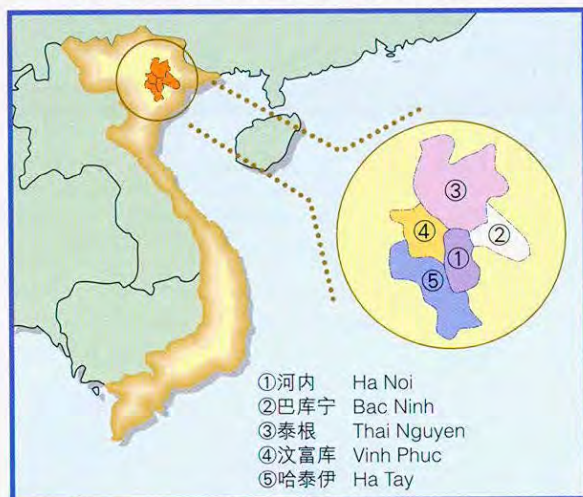 ③
④
②
①
⑤
①河内 Ha Noi
②巴库宁 Bac Ninh
③泰根 Thai Nguyen
④汶富库 Vinh Phuc
⑤哈泰伊 Ha Tay